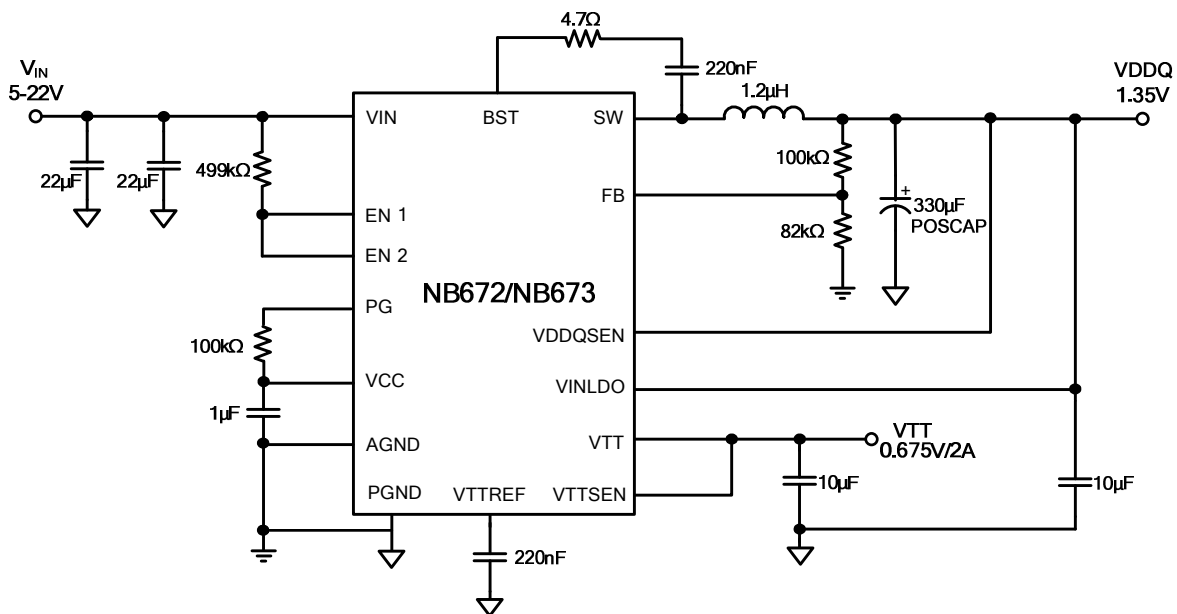 4.7Ω
220nF
VIN
5-22V
22µF
22µF
499kΩ
VIN
BST
SW
1.2µH
VDDQ
1.35V
100kΩ
FB
82kΩ
+
330µF
POSCAP
EN 1
EN 2
NB672/NB673
PG
100kΩ
VDDQSEN
VCC
VINLDO
1µF
AGND
VTT
VTT
0.675V/2A
PGND
VTTREF
VTTSEN
10µF
10µF
220nF